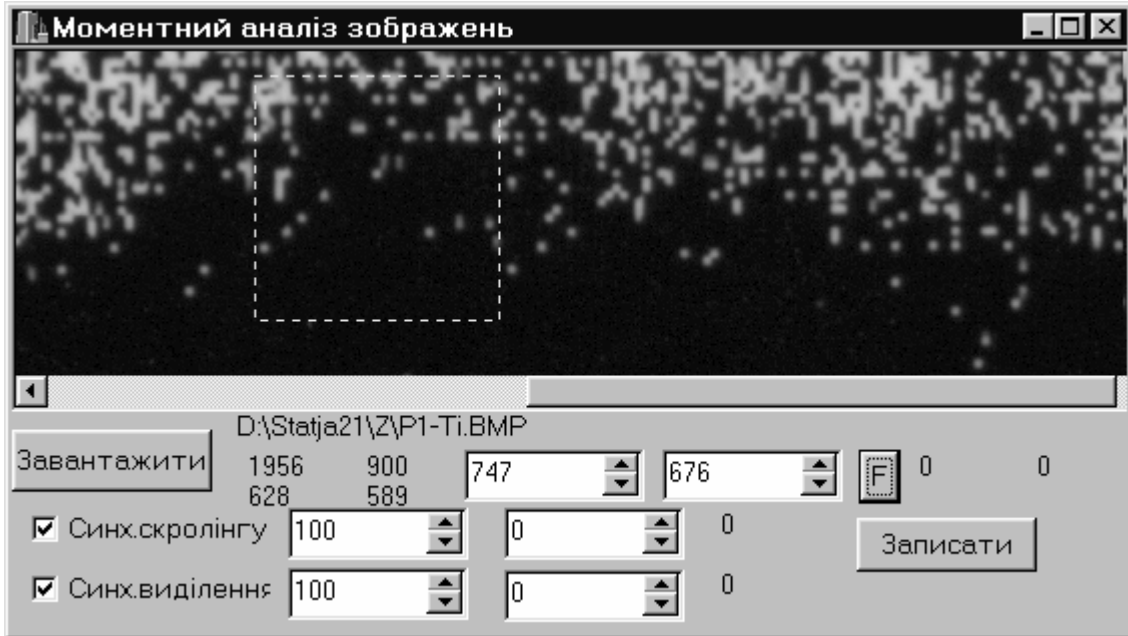 Моментний аналіз зображень
D:\Statja21\Z\P1-Ti.BMP
Завантажити 1956 900 747 676 F 0 0
628 589
Синх.скролінгу 100 0 0
Записати
Синх.виділення 100 0 0